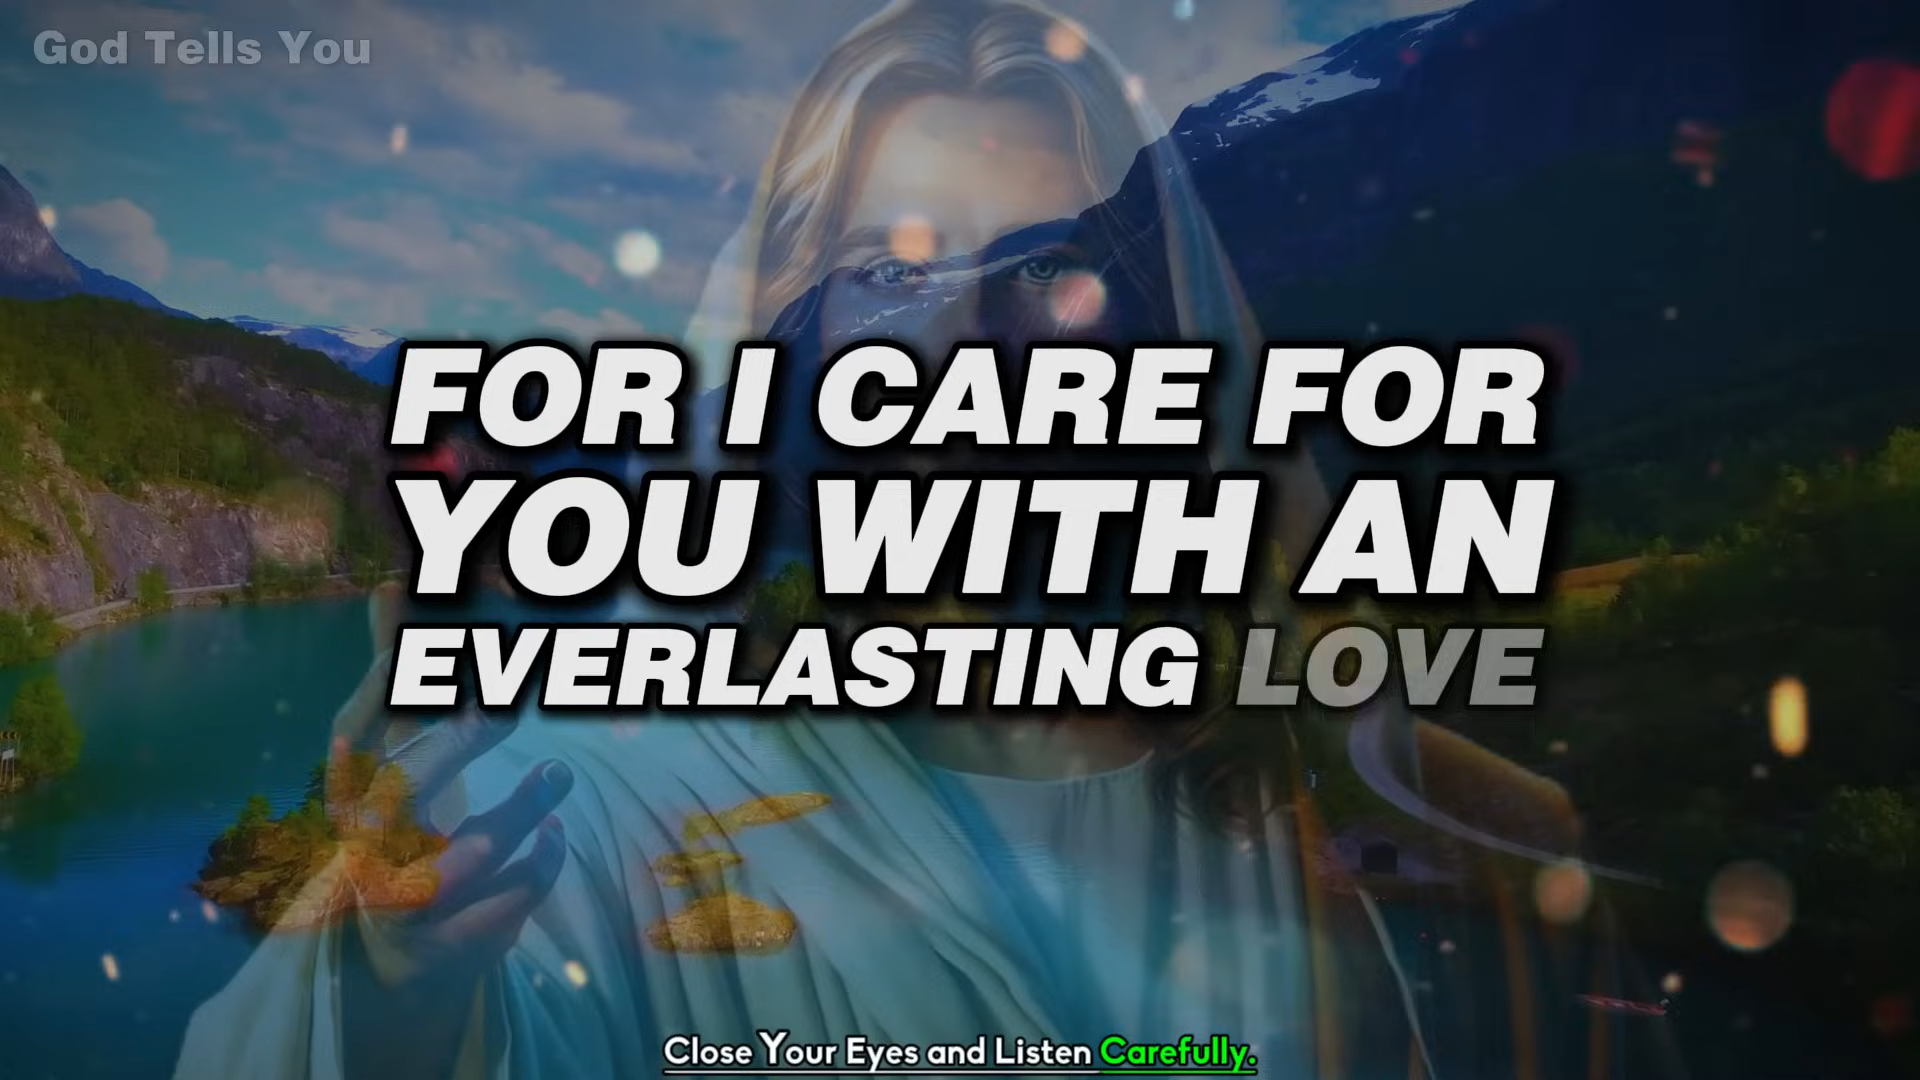 God Tells You
FOR I CARE FOR
YOU WITH AN
EVERLASTING LOVE
Close Your Eyes and Listen Carefully.